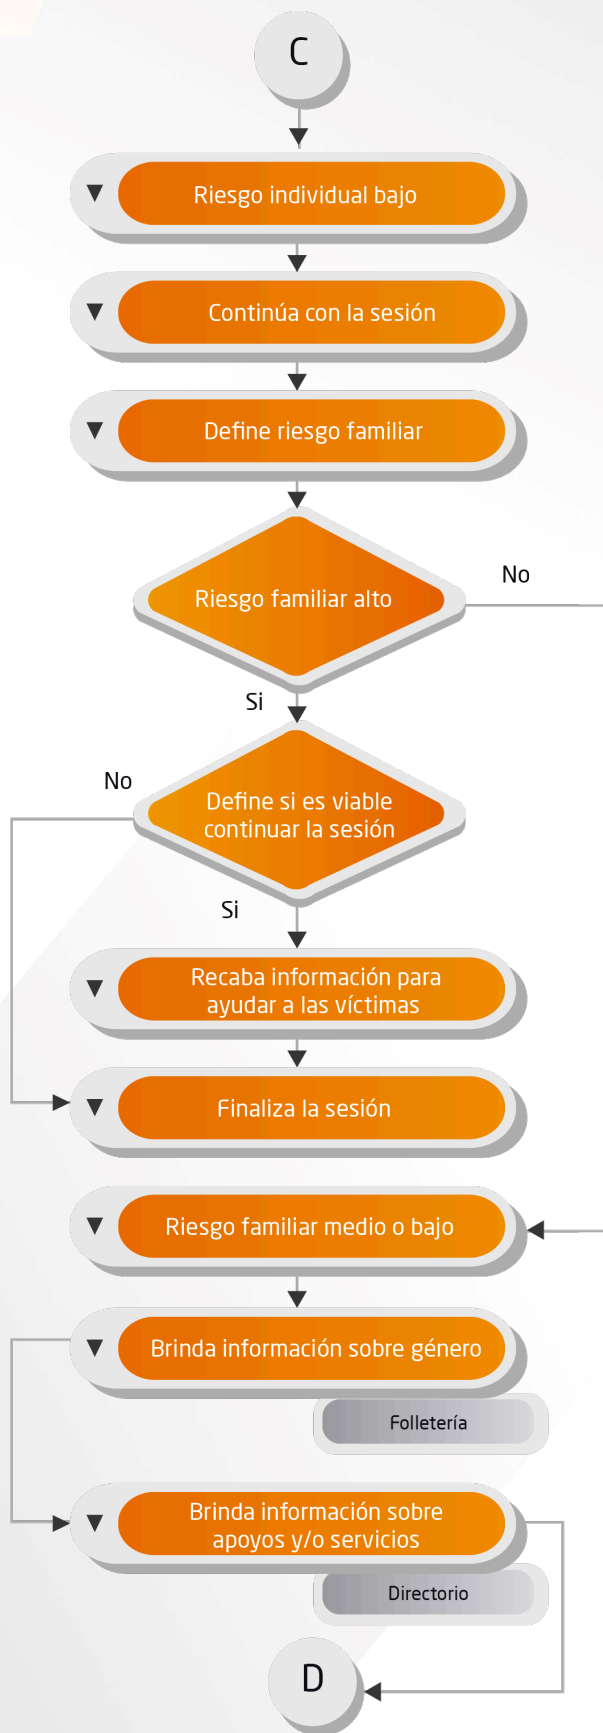 C
Riesgo individual bajo
Continúa con la sesión
Define riesgo familiar
Riesgo familiar alto
No
Si
No
Define si es viable
continuar la sesión
Si
Recaba información para
ayudar a las víctimas
Finaliza la sesión
Riesgo familiar medio o bajo
Brinda información sobre género
Folletería
Brinda información sobre
apoyos y/o servicios
Directorio
D